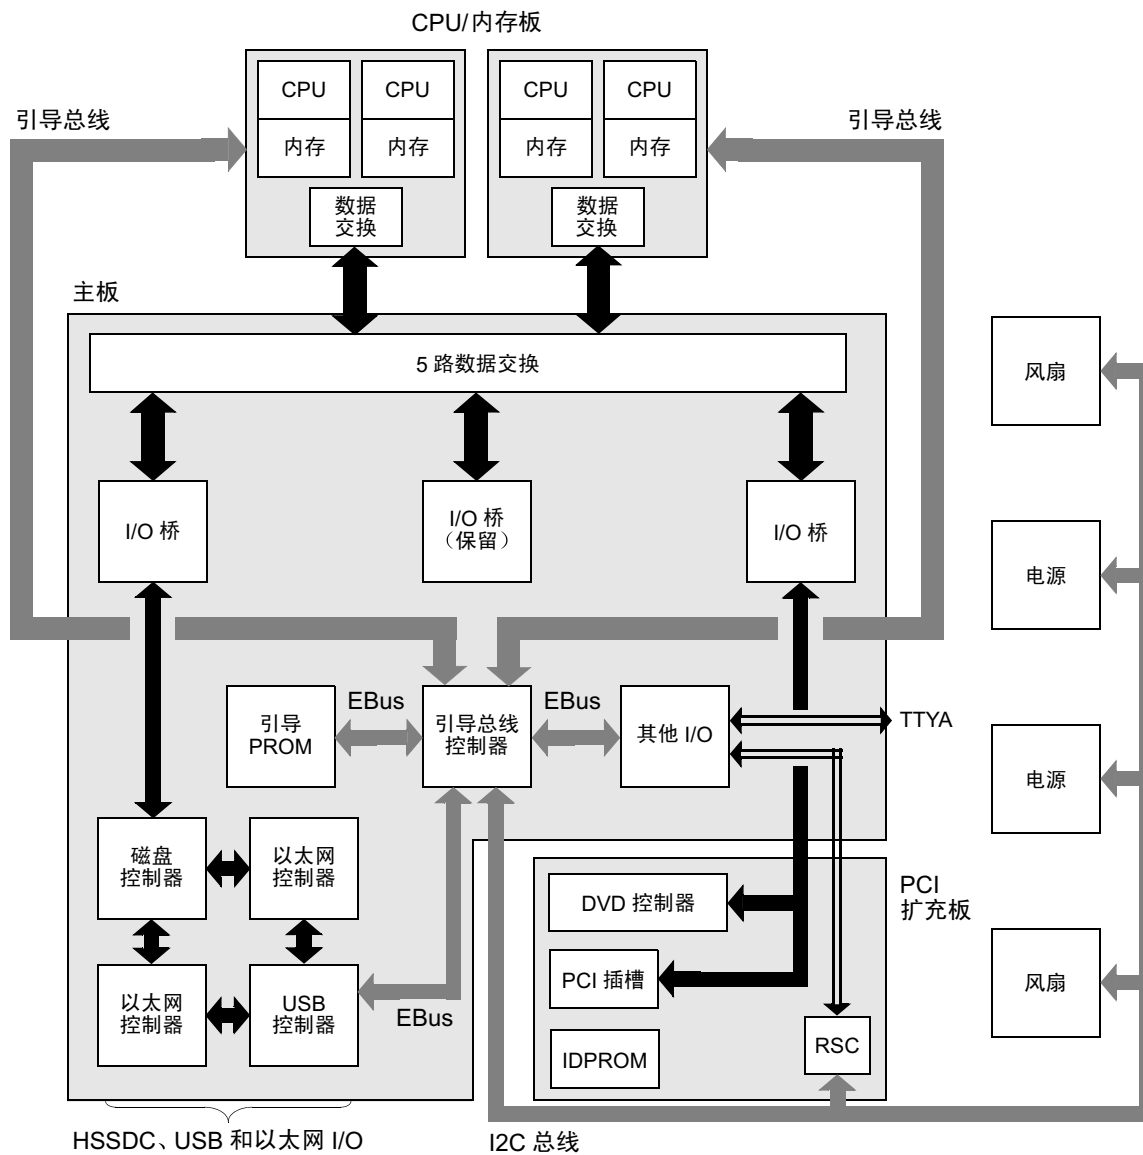 CPU/内存板
CPU
CPU
CPU
CPU
引导总线
引导总线
内存
内存
内存
内存
数据
交换
数据
交换
主板
5 路数据交换
风扇
I/O 桥
I/O 桥
（保留）
I/O 桥
电源
EBus
EBus
引导
PROM
引导总线
控制器
其他 I/O
TTYA
电源
磁盘
控制器
以太网
控制器
PCI
扩充板
DVD 控制器
PCI 插槽
风扇
以太网
控制器
USB
控制器
EBus
RSC
IDPROM
HSSDC、USB 和以太网 I/O
I2C 总线